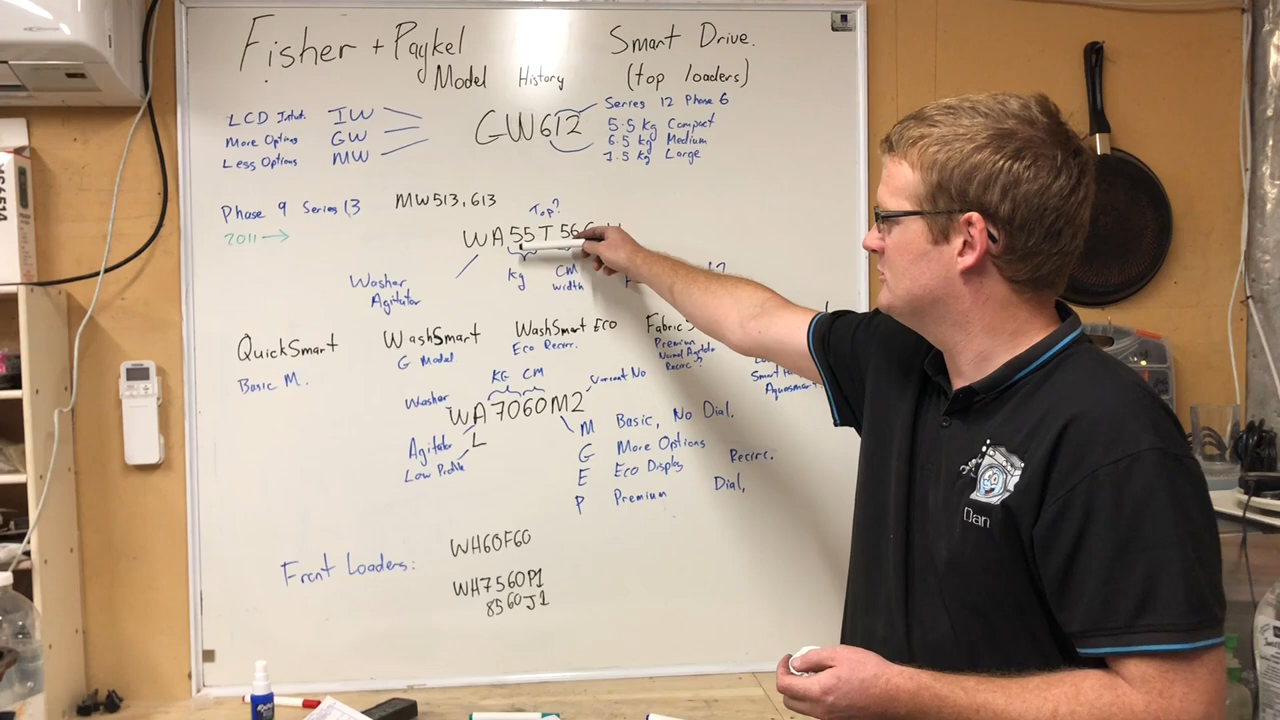 Fisher + Paykel Smart Drive.
Model History (top loaders)
LCD Intuit. IW
More Options GW
Less Options MW
GW612
Series 12 Phase 6
5.5 kg Compact
6.5 kg Medium
7.5 kg Large
Phase 9 Series 13 MW513, 613
2011 →
Top?
WA55T56
Washer
Agitator
kg
CM
width
QuickSmart
Basic M.
WashSmart
G Model
WashSmart Eco
Eco Recirc.
Fabric
Premium
Normal Agitator
Recirc?
Smart
Aquasmart
KG CM
Variant No
Washer
WA7060M2
Agitator
L
Low Profile
M Basic, No Dial.
G More Options
E Eco Display Recirc.
P Premium Dial,
Front Loaders:
WH60F60
WH7560P1
8560J1
Dan